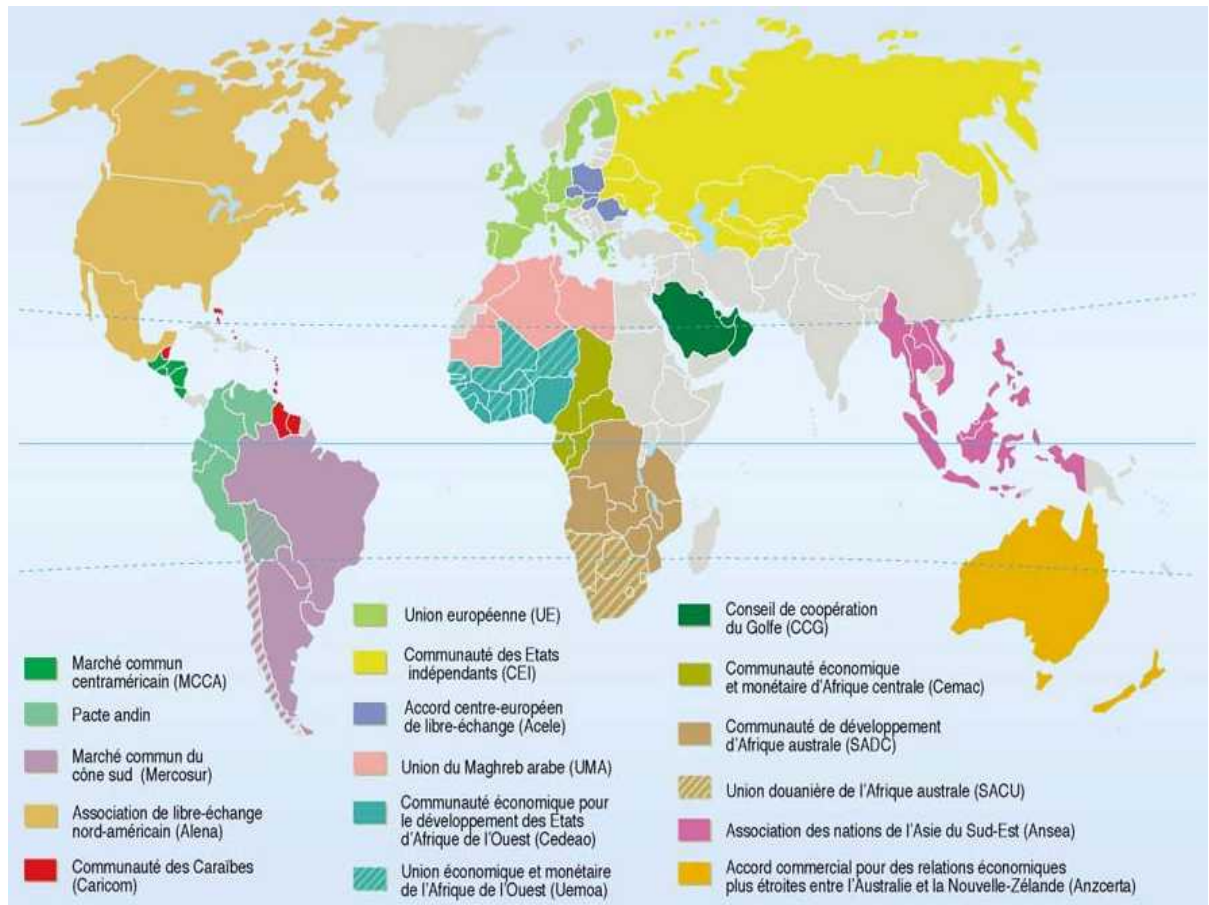 Marché commun
centraméricain (MCCA)
Pacte andin
Marché commun du
cône sud (Mercosur)
Association de libre-échange
nord-américain (Alena)
Communauté des Caraïbes
(Caricom)
Union européenne (UE)
Communauté des Etats
indépendants (CEI)
Accord centre-européen
de libre-échange (Acele)
Union du Maghreb arabe (UMA)
Communauté économique pour
le développement des Etats
d'Afrique de l'Ouest (Cedeao)
Union économique et monétaire
de l'Afrique de l'Ouest (Uemoa)
Conseil de coopération
du Golfe (CCG)
Communauté économique
et monétaire d'Afrique centrale (Cemac)
Communauté de développement
d'Afrique australe (SADC)
Union douanière de l'Afrique australe (SACU)
Association des nations de l'Asie du Sud-Est (Ansea)
Accord commercial pour des relations économiques
plus étroites entre l'Australie et la Nouvelle-Zélande (Anzcerta)